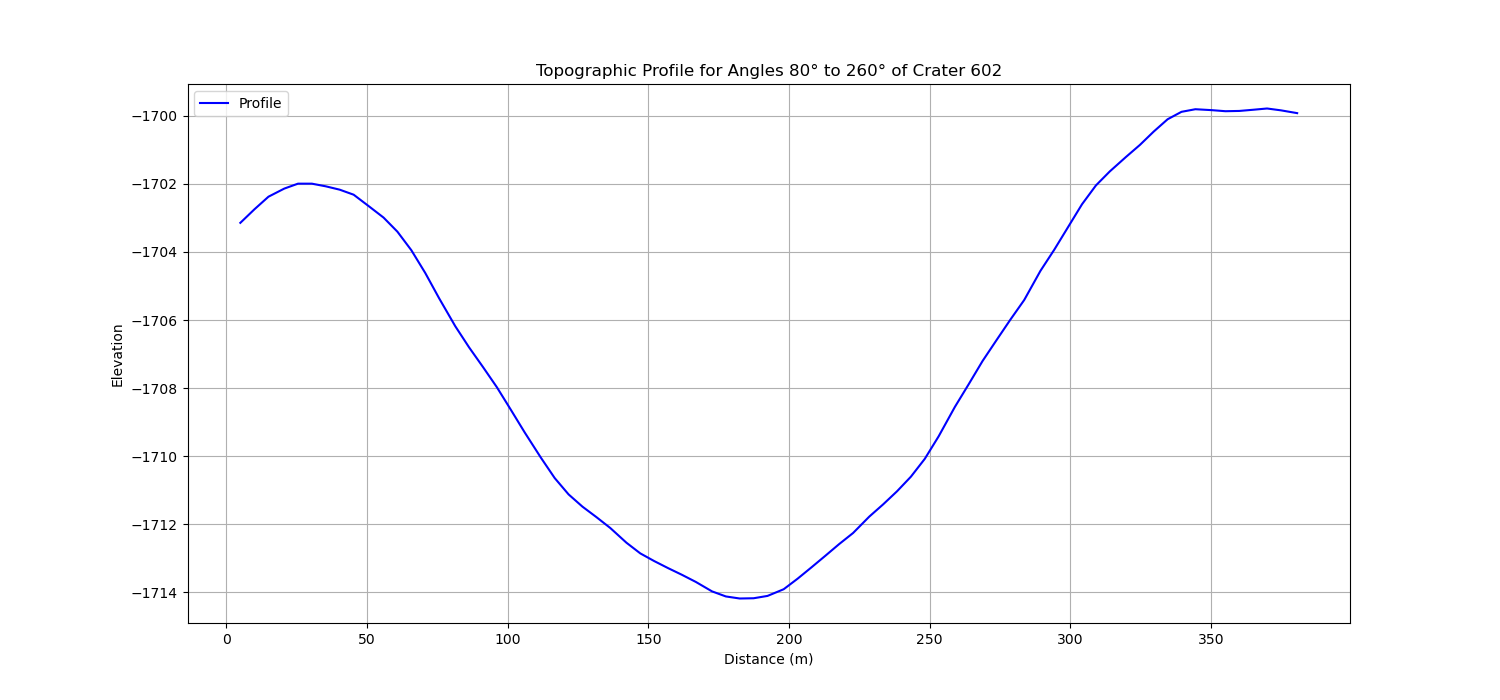 Topographic Profile for Angles 80° to 260° of Crater 602
Profile
−1700
−1702
−1704
−1706
−1708
−1710
−1712
−1714
Elevation
0 50 100 150 200 250 300 350
Distance (m)